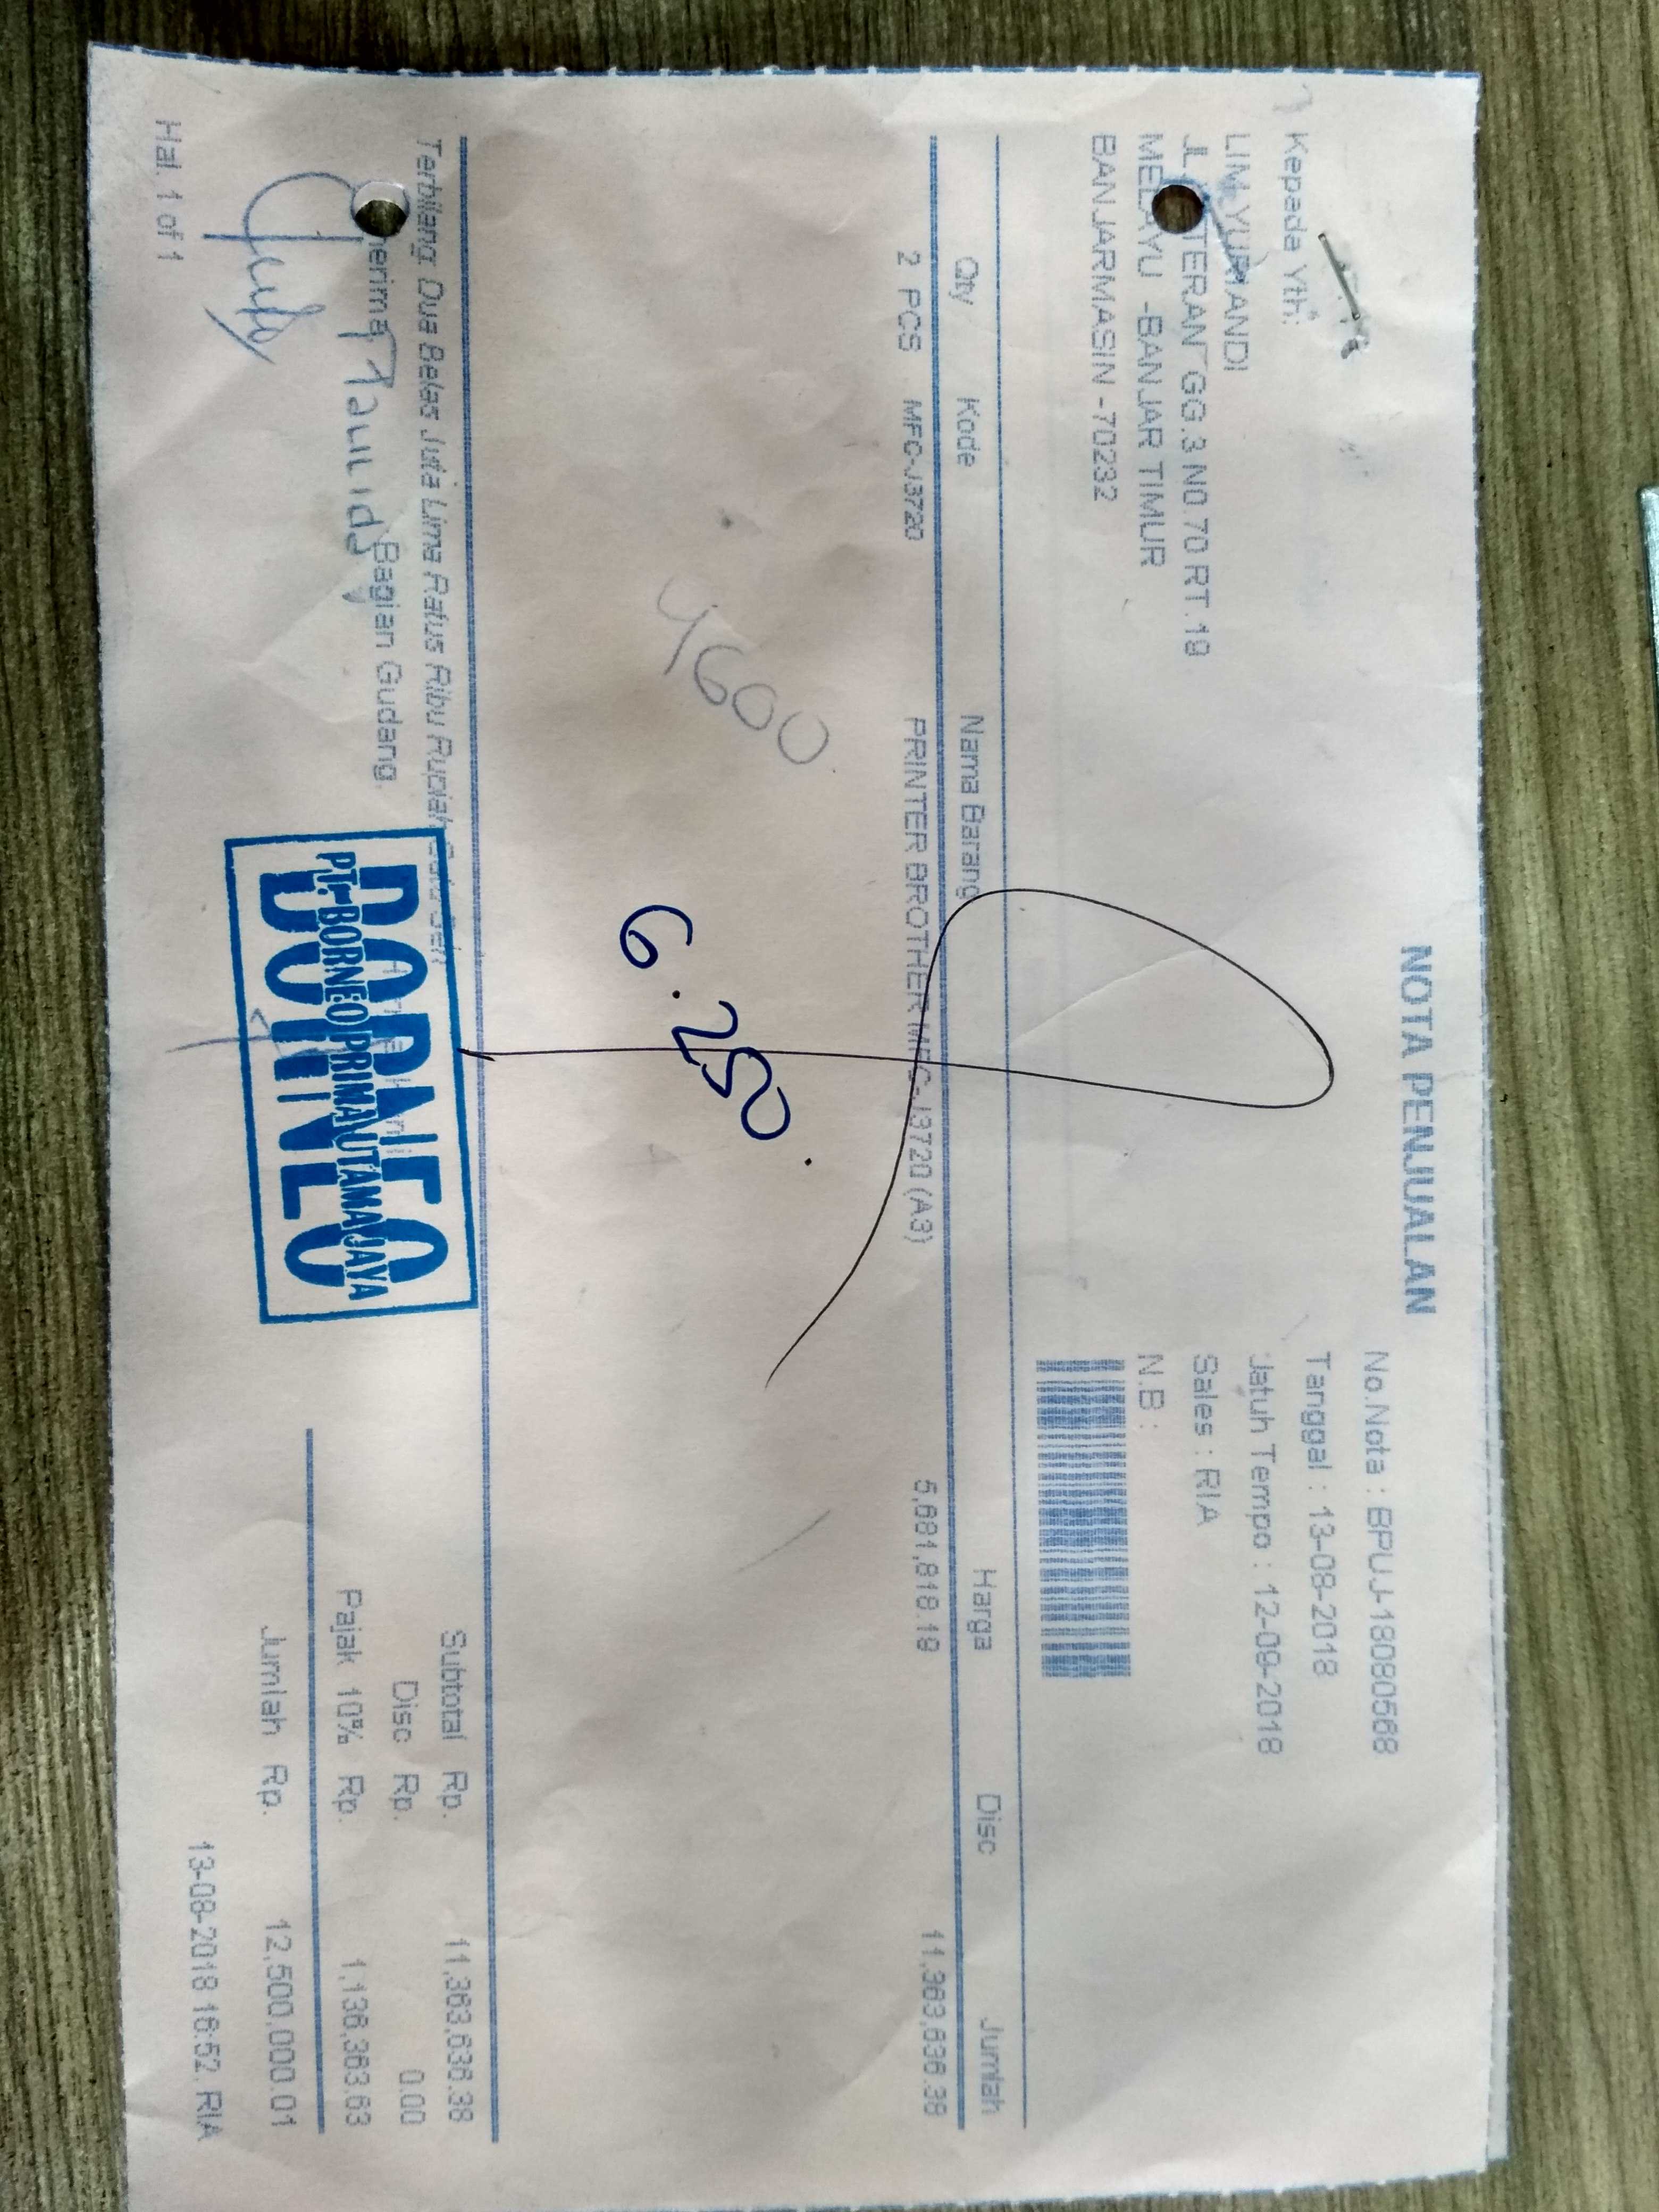 NOTA PENJUALAN
Kepada Yth:
LIM YURIANDI
JL TERAN GG.3 NO.70 RT.18
MELAYU -BANJAR TIMUR
BANJARMASIN -70232
No.Nota : BPUJ-18080568
Tanggal : 13-08-2018
Jatuh Tempo : 12-09-2018
Sales : RIA
N.B :
Qty Kode Nama Barang Harga Disc Jumlah
2 PCS MFC-J3720 PRINTER BROTHER MFC-J3720 (A3) 5,681,818.18 11,363,636.38
4600
6.250.
Terbilang Dua Belas Juta Lima Ratus Ribu Rupiah
Subtotal Rp. 11,363,636.38
Bagian Gudang,
Disc Rp. 0.00
Pajak 10% Rp. 1,136,363.63
Jumlah Rp. 12,500,000.01
BORNEO
PT. BORNEO PRIMA UTAMA JAYA
BORNEO
Hal. 1 of 1
13-08-2018 16:52, RIA